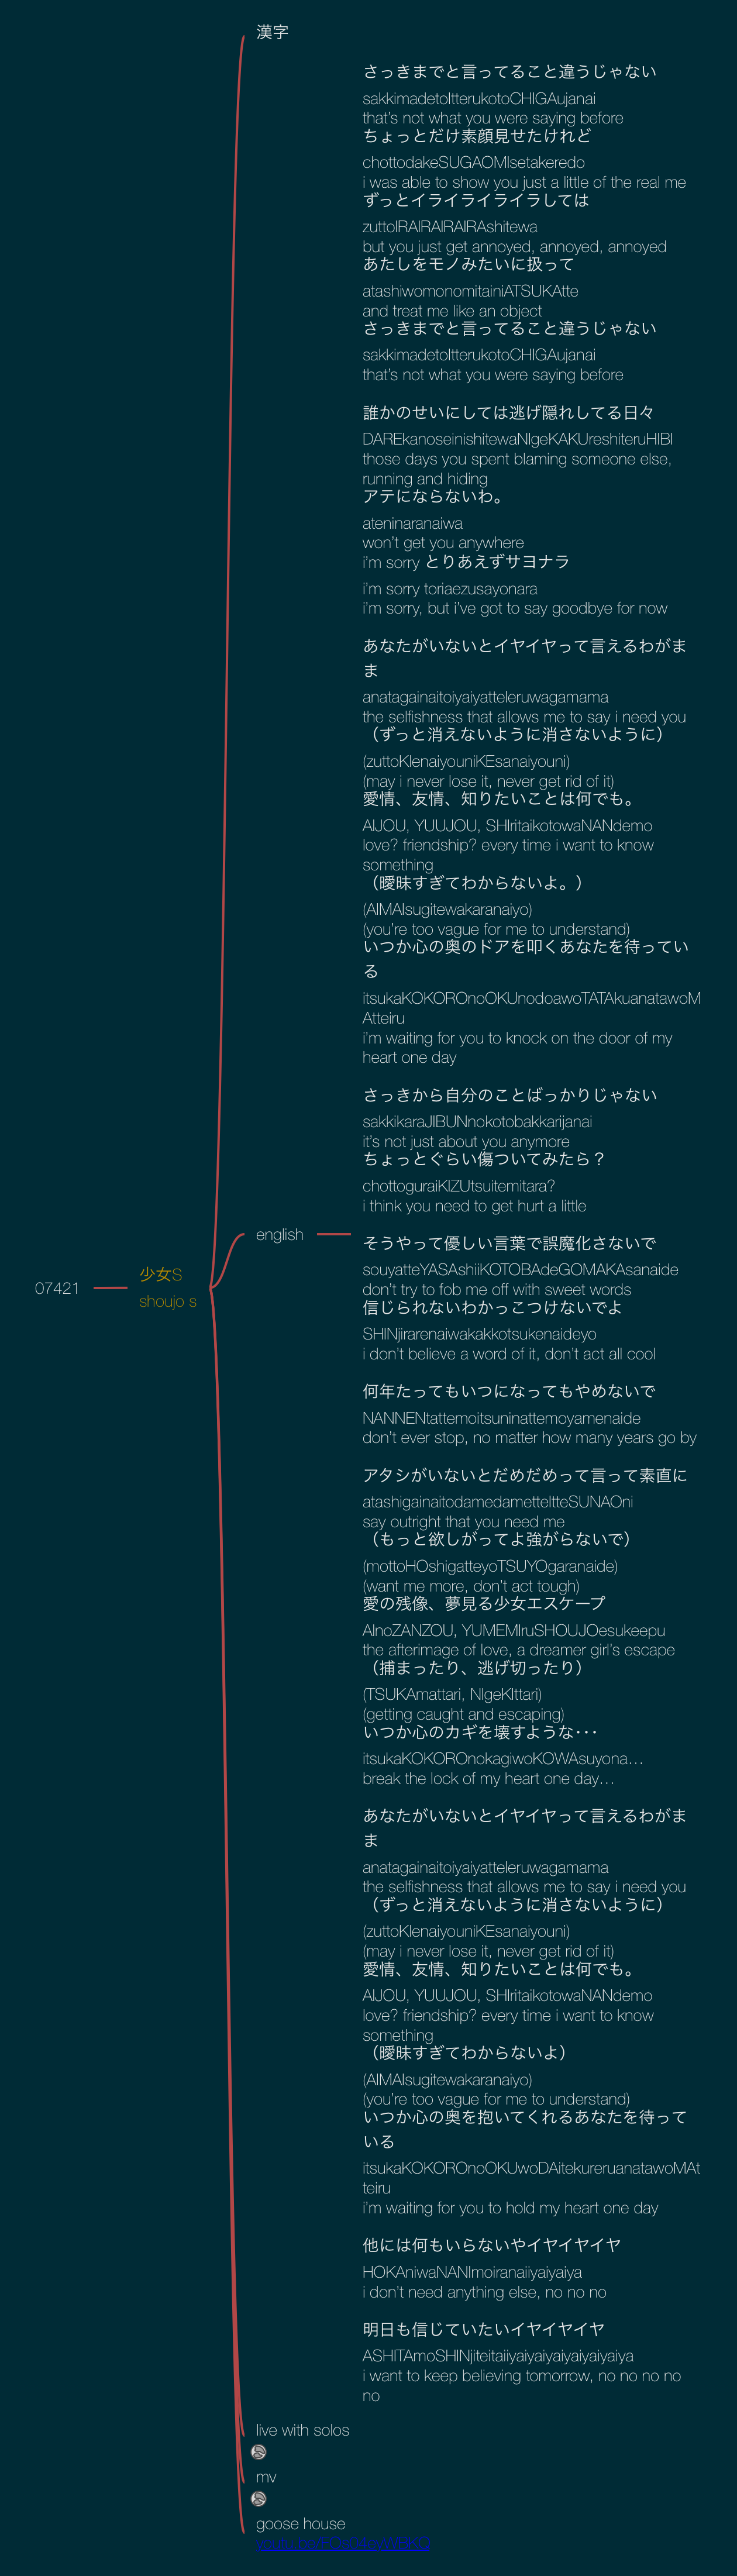 漢字
さっきまでと言ってること違うじゃない
sakkimadetoItterukotoCHIGAujanai
that's not what you were saying before
ちょっとだけ素顔見せたけれど
chottodakeSUGAOMIsetakeredo
i was able to show you just a little of the real me
ずっとイライライライラしては
zuttoIRAIRAIRAIRAshitewa
but you just get annoyed, annoyed, annoyed
あたしをモノみたいに扱って
atashiwomonomitainiATSUKAtte
and treat me like an object
さっきまでと言ってること違うじゃない
sakkimadetoItterukotoCHIGAujanai
that's not what you were saying before
誰かのせいにしては逃げ隠れしてる日々
DAREkanoseinishitewaNIgeKAKUreshiteruHIBI
those days you spent blaming someone else,
running and hiding
アテにならないわ。
ateninaranaiwa
won't get you anywhere
i'm sorry とりあえずサヨナラ
i'm sorry toriaezusayonara
i'm sorry, but i've got to say goodbye for now
あなたがいないとイヤイヤって言えるわがま
ま
anatagainaitoiyaiyatteIeruwagamama
the selfishness that allows me to say i need you
（ずっと消えないように消さないように）
(zuttoKIenaiyouniKEsanaiyouni)
(may i never lose it, never get rid of it)
愛情、友情、知りたいことは何でも。
AIJOU, YUUJOU, SHIritaikotowaNANdemo
love? friendship? every time i want to know
something
（曖昧すぎてわからないよ。）
(AIMAIsugitewakaranaiyo)
(you're too vague for me to understand)
いつか心の奥のドアを叩くあなたを待ってい
る
itsukaKOKOROnoOKUnodoawoTATAkuanatawoM
Atteiru
i'm waiting for you to knock on the door of my
heart one day
さっきから自分のことばっかりじゃない
sakkikaraJIBUNnokotobakkarijanai
it's not just about you anymore
ちょっとぐらい傷ついてみたら？
chottoguraiKIZUtsuitemitara?
i think you need to get hurt a little
english
そうやって優しい言葉で誤魔化さないで
souyatteYASAshiiKOTOBAdeGOMAKAsanaide
don't try to fob me off with sweet words
信じられないわかっこつけないでよ
SHINjirarenaiwakakkotsukenaideyo
i don't believe a word of it, don't act all cool
07421
少女S
shoujo s
何年たってもいつになってもやめないで
NANNENtattemoitsuninattemoyamenaide
don't ever stop, no matter how many years go by
アタシがいないとだめだめって言って素直に
atashigainaitodamedametteItteSUNAOni
say outright that you need me
（もっと欲しがってよ強がらないで）
(mottoHOshigatteyoTSUYOgaranaide)
(want me more, don't act tough)
愛の残像、夢見る少女エスケープ
AInoZANZOU, YUMEMIruSHOUJOesukeepu
the afterimage of love, a dreamer girl's escape
（捕まったり、逃げ切ったり）
(TSUKAmattari, NIgeKIttari)
(getting caught and escaping)
いつか心のカギを壊すような･･･
itsukaKOKOROnokagiwoKOWAsuyona…
break the lock of my heart one day…
あなたがいないとイヤイヤって言えるわがま
ま
anatagainaitoiyaiyatteIeruwagamama
the selfishness that allows me to say i need you
（ずっと消えないように消さないように）
(zuttoKIenaiyouniKEsanaiyouni)
(may i never lose it, never get rid of it)
愛情、友情、知りたいことは何でも。
AIJOU, YUUJOU, SHIritaikotowaNANdemo
love? friendship? every time i want to know
something
（曖昧すぎてわからないよ）
(AIMAIsugitewakaranaiyo)
(you're too vague for me to understand)
いつか心の奥を抱いてくれるあなたを待って
いる
itsukaKOKOROnoOKUwoDAitekureruanatawoMAt
teiru
i'm waiting for you to hold my heart one day
他には何もいらないやイヤイヤイヤ
HOKAniwaNANImoiranaiiyaiyaiya
i don't need anything else, no no no
明日も信じていたいイヤイヤイヤ
ASHITAmoSHINjiteitaiiyaiyaiyaiyaiyaiyaiya
i want to keep believing tomorrow, no no no no
no
live with solos
mv
goose house